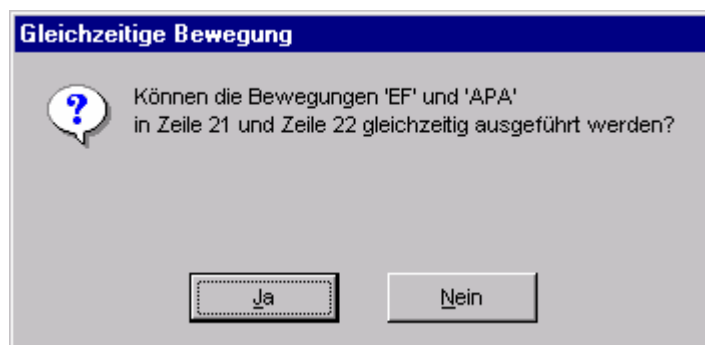 Gleichzeitige Bewegung
Können die Bewegungen 'EF' und 'APA'
in Zeile 21 und Zeile 22 gleichzeitig ausgeführt werden?
Ja
Nein